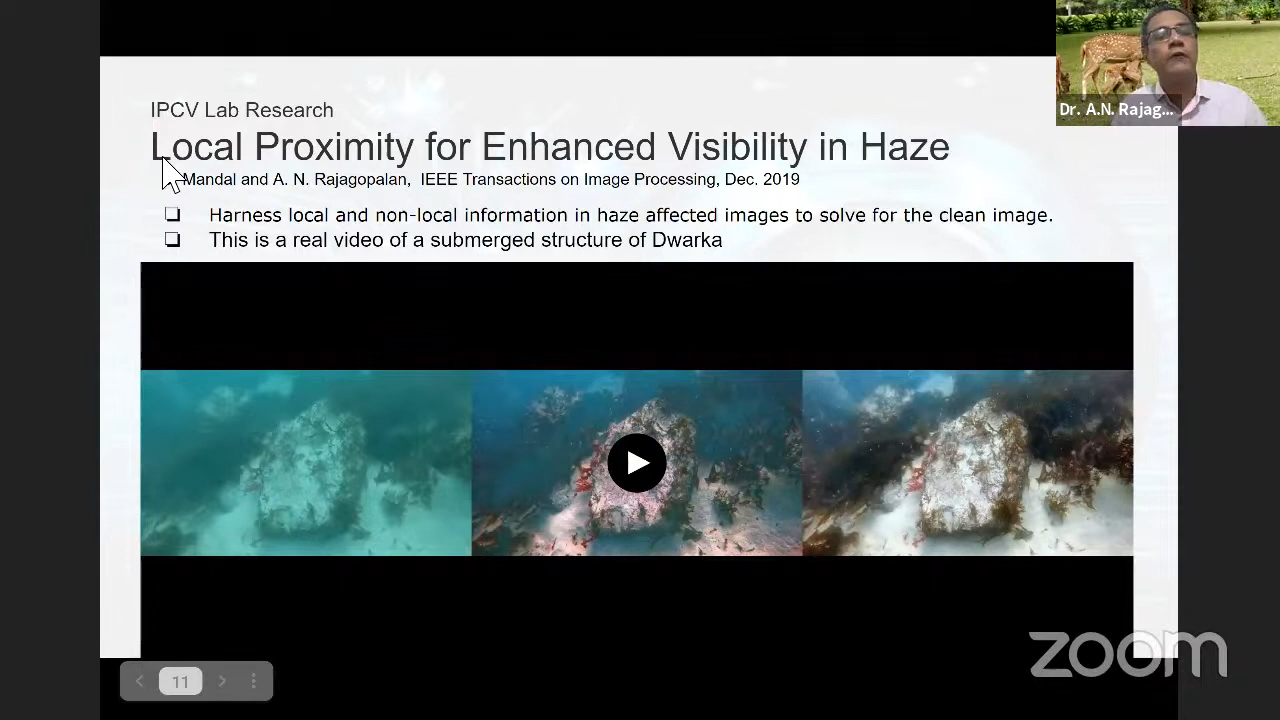 IPCV Lab Research
Local Proximity for Enhanced Visibility in Haze
Mandal and A. N. Rajagopalan, IEEE Transactions on Image Processing, Dec. 2019
❑ Harness local and non-local information in haze affected images to solve for the clean image.
❑ This is a real video of a submerged structure of Dwarka
Dr. A.N. Rajag...
zoom
11